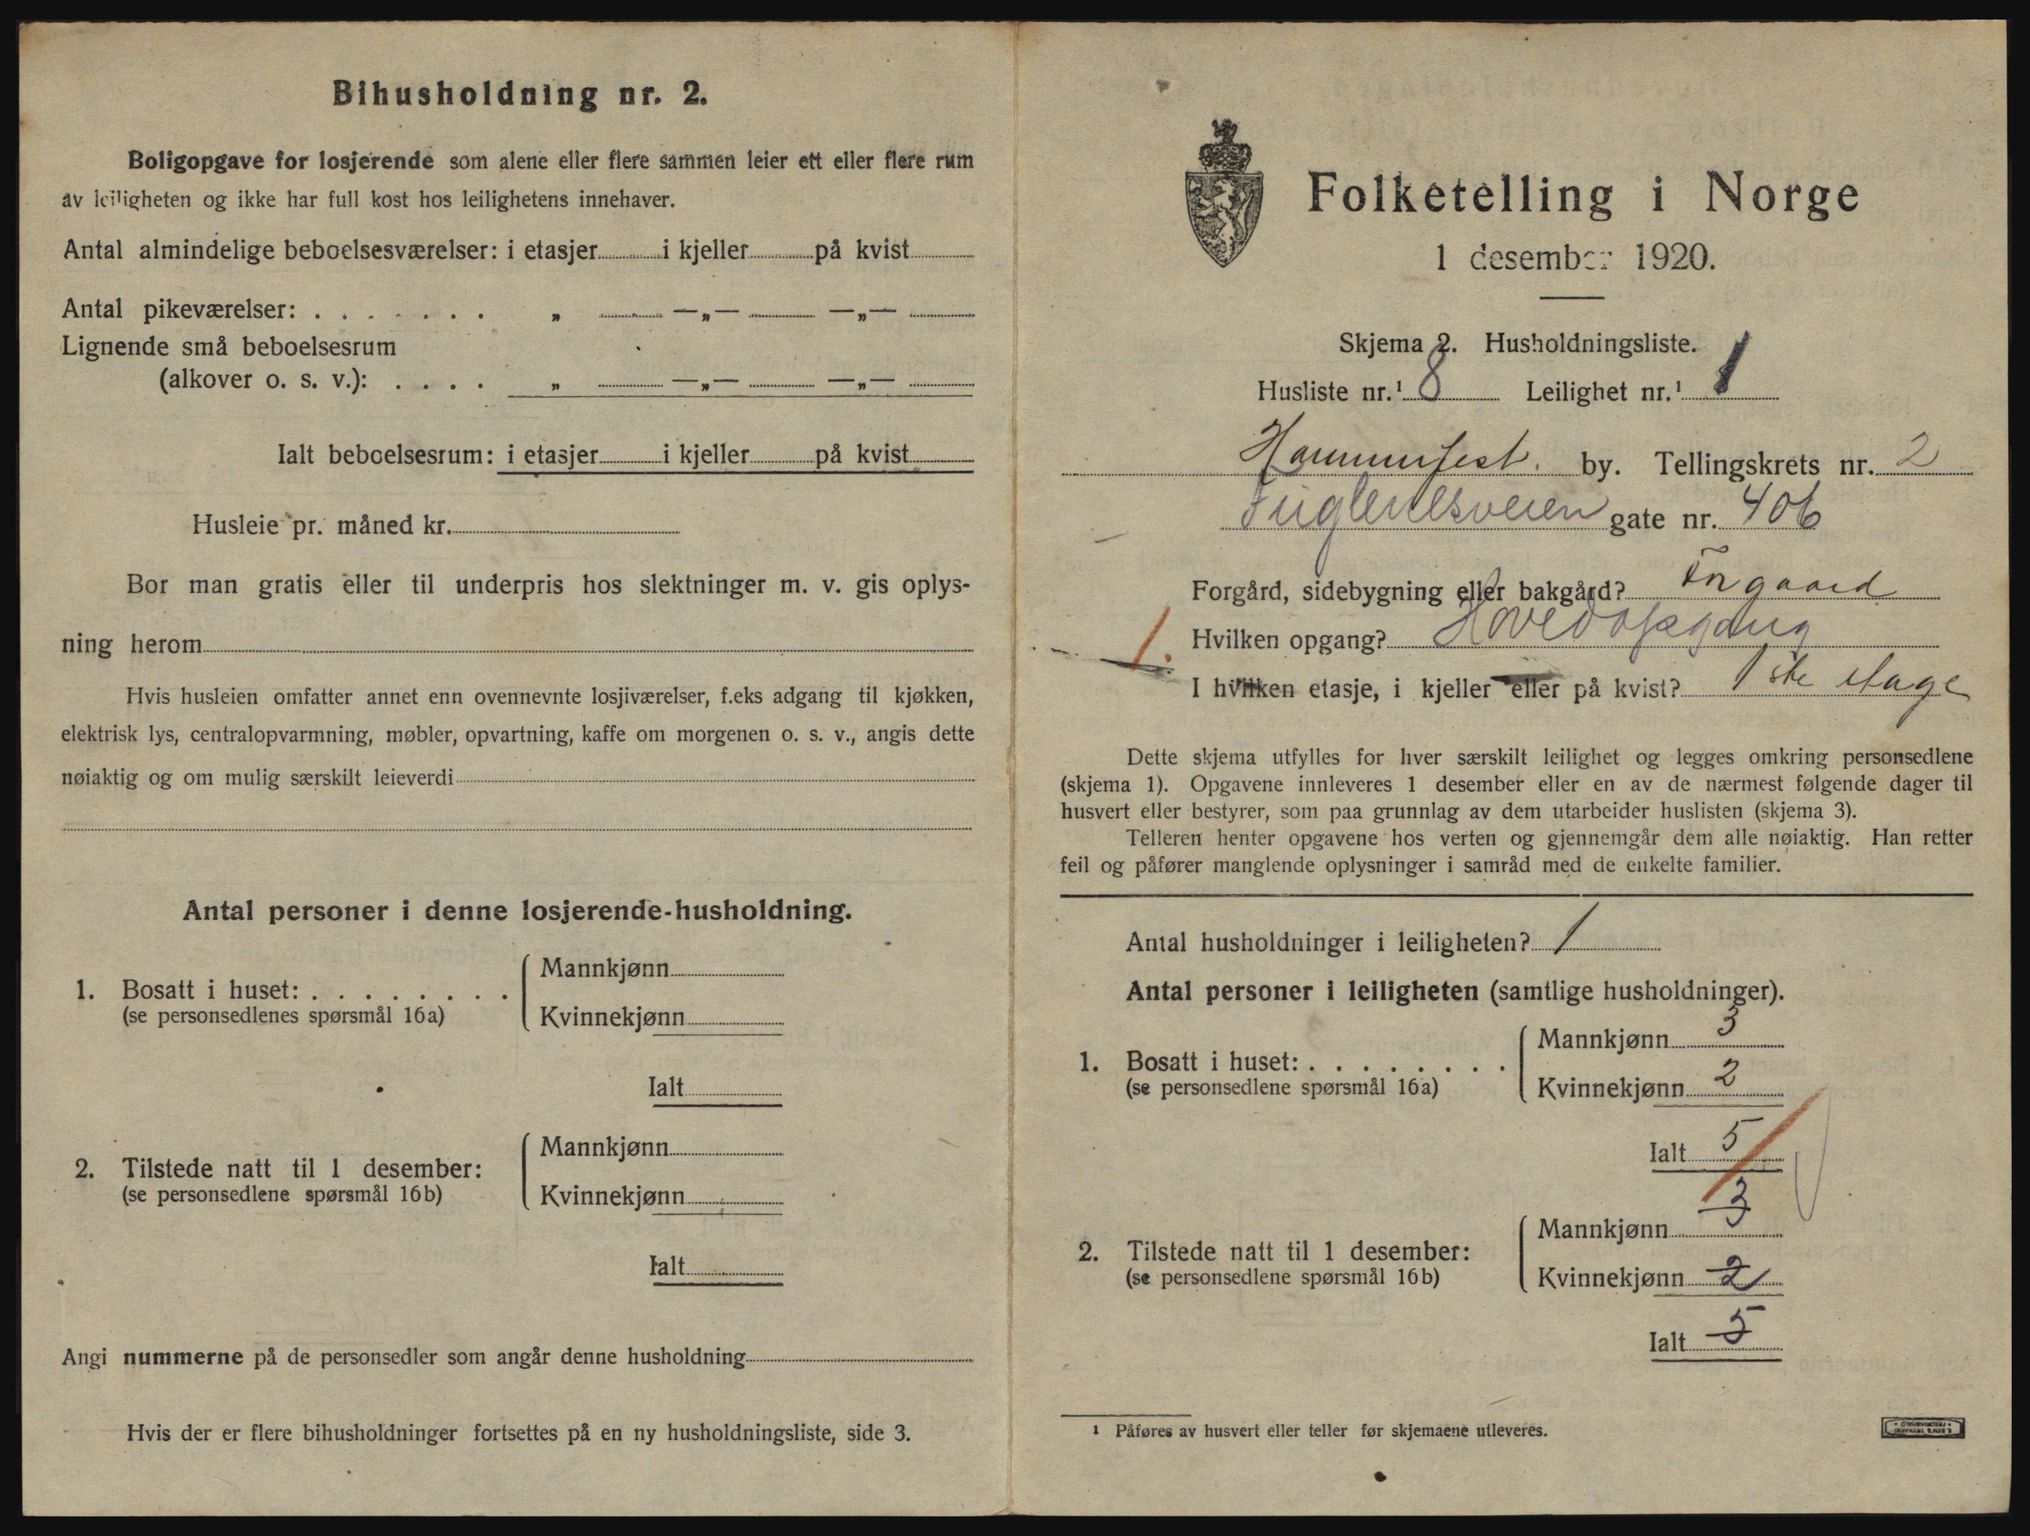 Bihusholdning nr. 2.
Boligopgave for losjerende som alene eller flere sammen leier ett eller flere rum
av leiligheten og ikke har full kost hos leilighetens innehaver.
Antal almindelige beboelsesværelser: i etasjer i kjeller på kvist
Antal pikeværelser: . . . . . . . „ —„— —„—
Lignende små beboelsesrum
(alkover o. s. v.): . . . . „ —„— —„—
Ialt beboelsesrum: i etasjer i kjeller på kvist
Husleie pr. måned kr.
Bor man gratis eller til underpris hos slektninger m. v. gis oplys-
ning herom
Hvis husleien omfatter annet enn ovennevnte losjiværelser, f.eks adgang til kjøkken,
elektrisk lys, centralopvarmning, møbler, opvartning, kaffe om morgenen o. s. v., angis dette
nøiaktig og om mulig særskilt leieverdi
Antal personer i denne losjerende-husholdning.
Mannkjønn
1. Bosatt i huset: . . . . . . . .
(se personsedlenes spørsmål 16a)
Kvinnekjønn
Ialt
Mannkjønn
2. Tilstede natt til 1 desember:
(se personsedlene spørsmål 16b)
Kvinnekjønn
Ialt
Angi nummerne på de personsedler som angår denne husholdning
Hvis der er flere bihusholdninger fortsettes på en ny husholdningsliste, side 3.
Folketelling i Norge
1 desember 1920.
Skjema 2. Husholdningsliste.
Husliste nr.¹ 8 Leilighet nr.¹ 1
Hammerfest. by. Tellingskrets nr. 2
Fuglenesveien gate nr. 406
Forgård, sidebygning eller bakgård? Forgaard
1. Hvilken opgang? Hovedopgang
I hvilken etasje, i kjeller eller på kvist? 1ste etage
Dette skjema utfylles for hver særskilt leilighet og legges omkring personsedlene
(skjema 1). Opgavene innleveres 1 desember eller en av de nærmest følgende dager til
husvert eller bestyrer, som paa grunnlag av dem utarbeider huslisten (skjema 3).
Telleren henter opgavene hos verten og gjennemgår dem alle nøiaktig. Han retter
feil og påfører manglende oplysninger i samråd med de enkelte familier.
Antal husholdninger i leiligheten? 1
Antal personer i leiligheten (samtlige husholdninger).
Mannkjønn 3
1. Bosatt i huset: . . . . . . . .
(se personsedlene spørsmål 16a)
Kvinnekjønn 2
Ialt 5
Mannkjønn 3
2. Tilstede natt til 1 desember:
(se personsedlene spørsmål 16b)
Kvinnekjønn 2
Ialt 5
¹ Påføres av husvert eller teller før skjemaene utleveres.